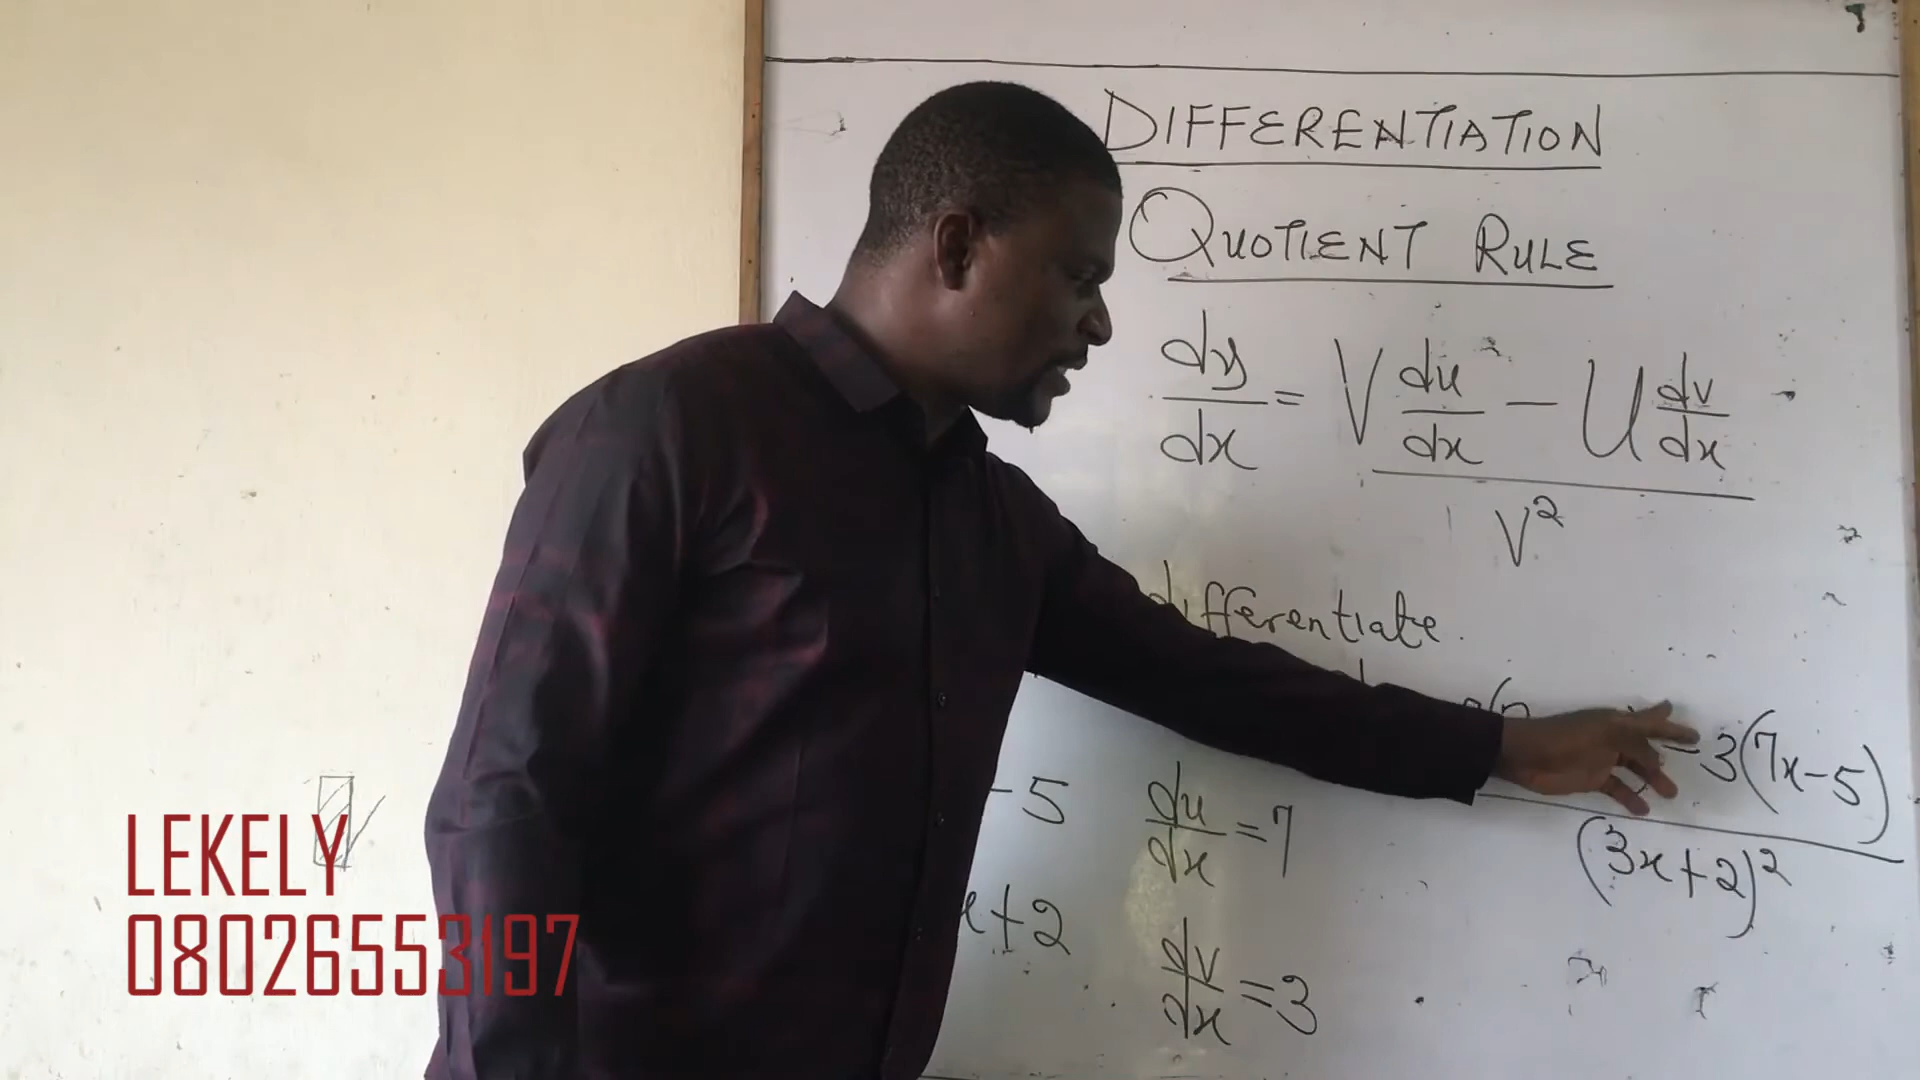 DIFFERENTIATION
QUOTIENT RULE
dy/dx = V du/dx - U dv/dx
V²
differentiate.
- 3(7x-5)
(3x+2)²
-5 du/dx = 7
x+2 dv/dx = 3
LEKELY
08026553197